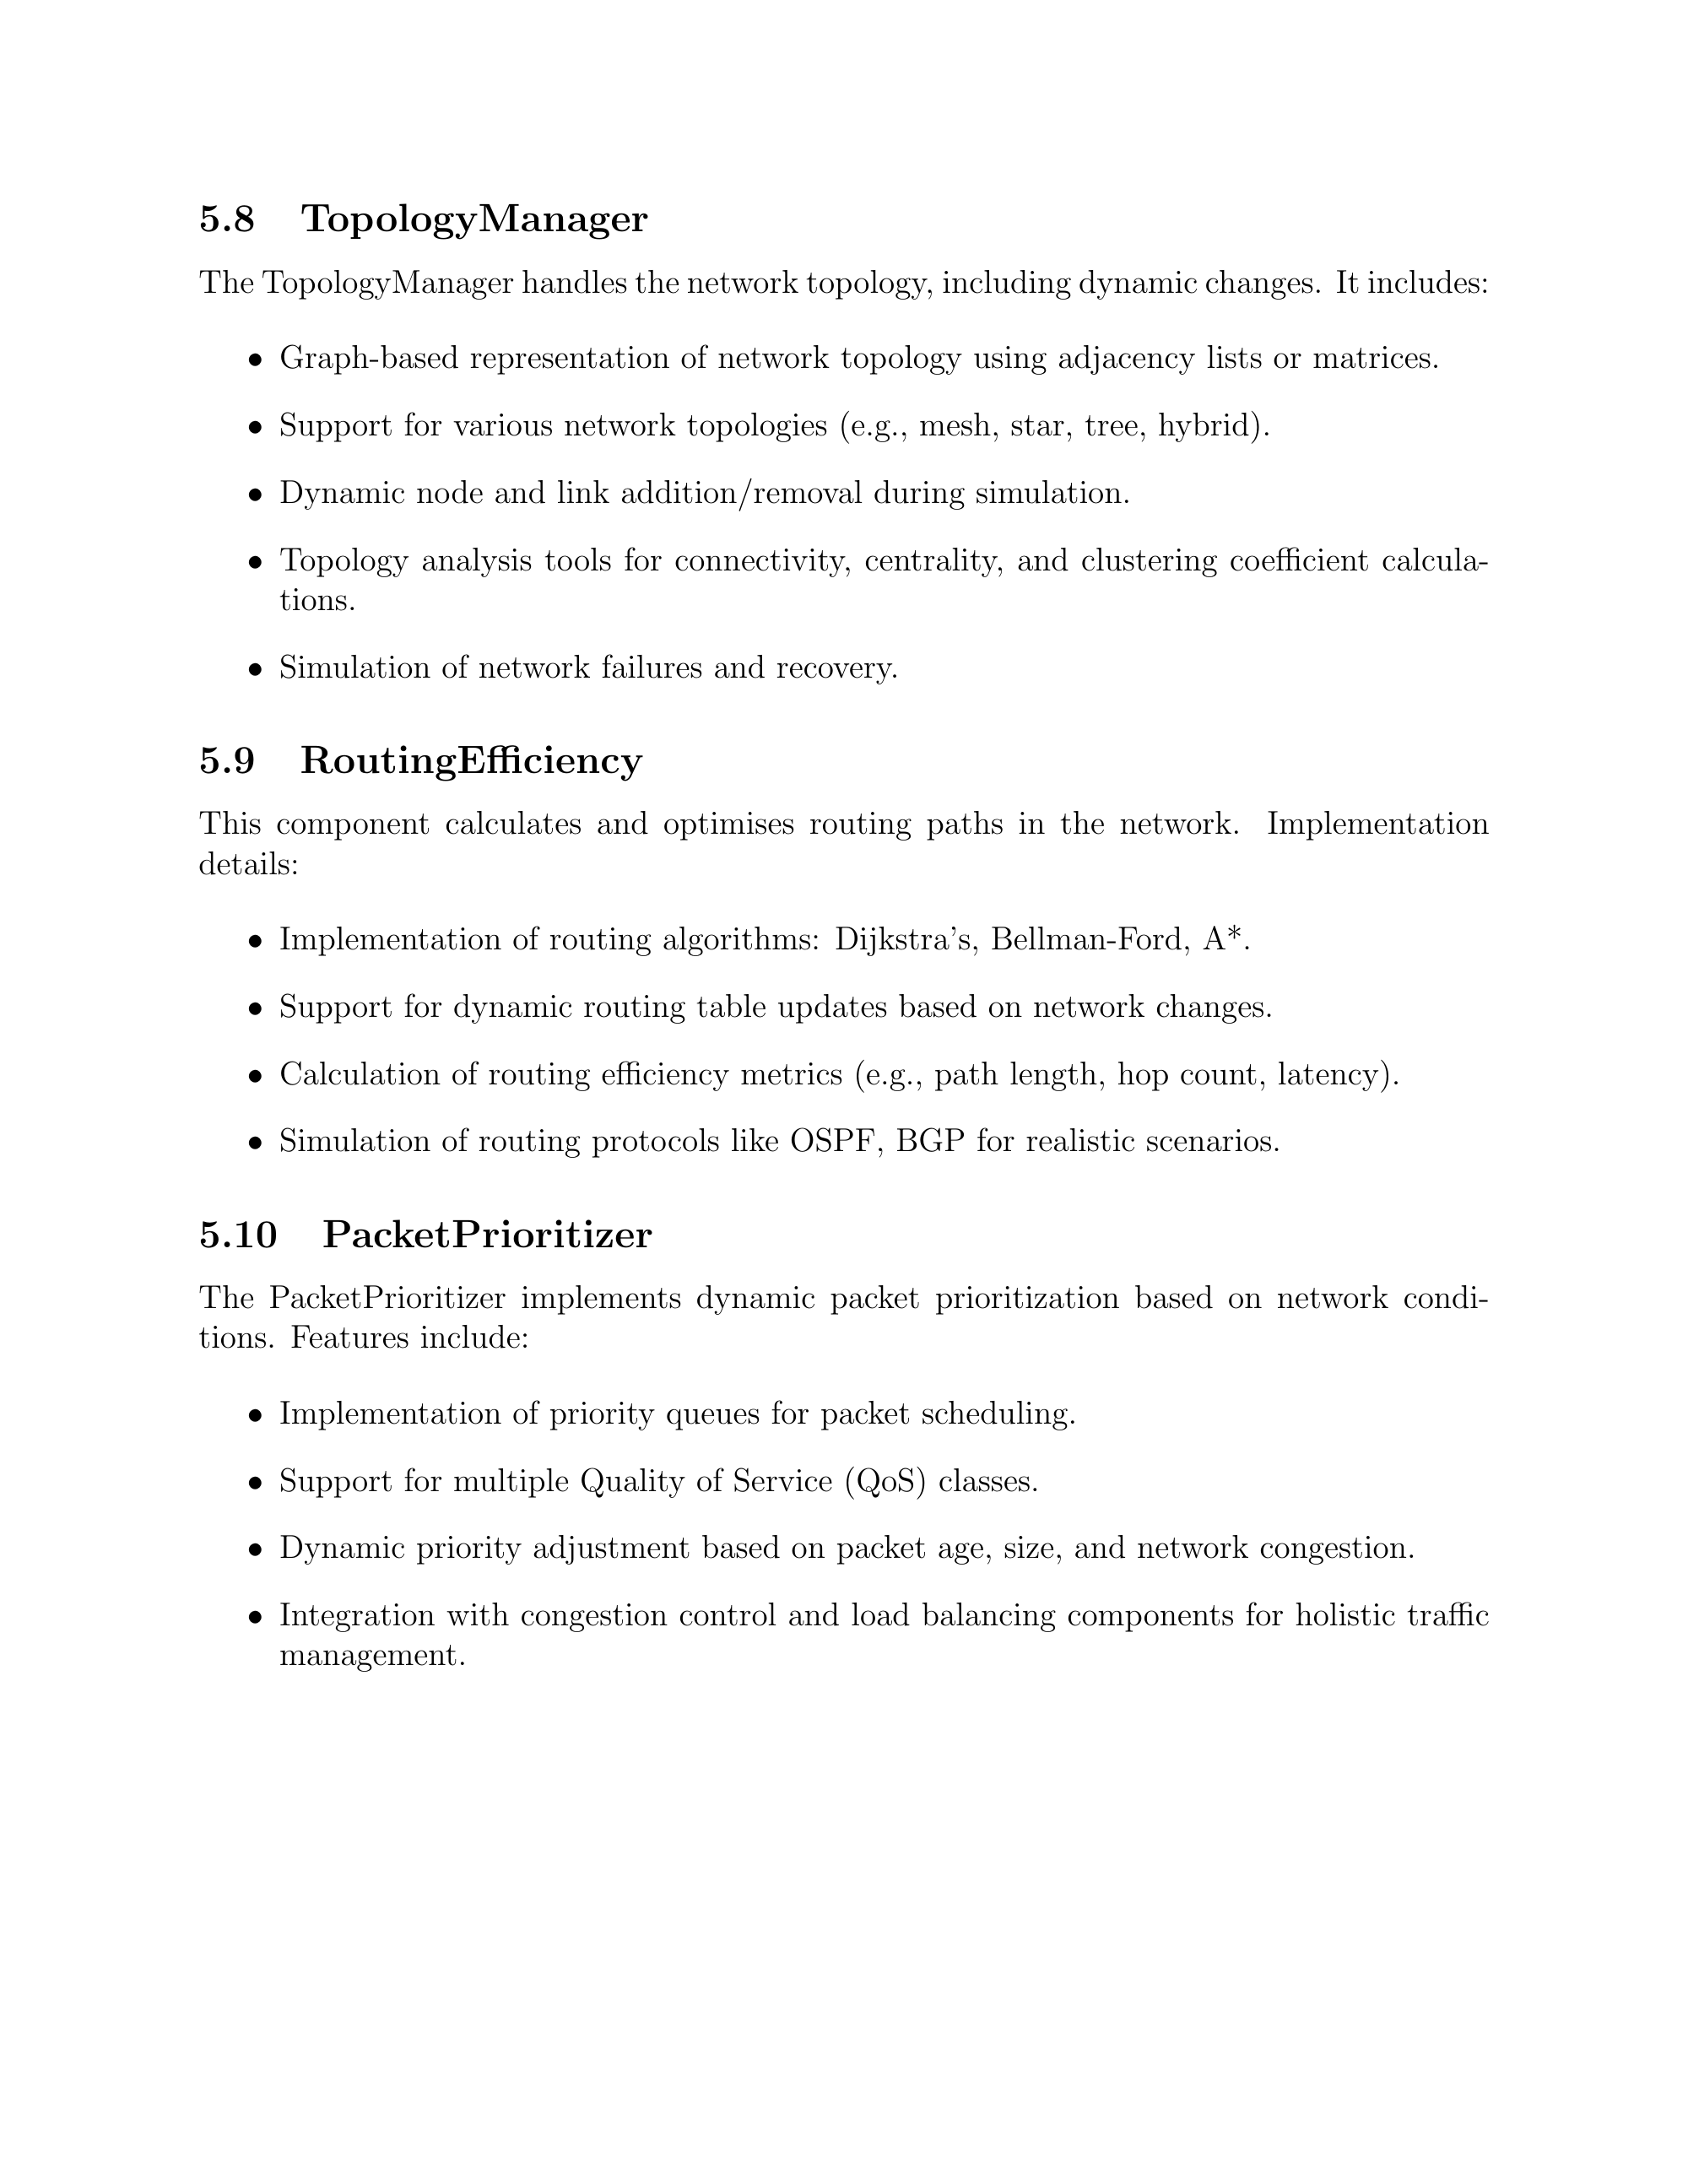 5.8 TopologyManager
The TopologyManager handles the network topology, including dynamic changes. It includes:
• Graph-based representation of network topology using adjacency lists or matrices.
• Support for various network topologies (e.g., mesh, star, tree, hybrid).
• Dynamic node and link addition/removal during simulation.
• Topology analysis tools for connectivity, centrality, and clustering coefficient calcula-
tions.
• Simulation of network failures and recovery.
5.9 RoutingEfficiency
This component calculates and optimises routing paths in the network. Implementation
details:
• Implementation of routing algorithms: Dijkstra's, Bellman-Ford, A*.
• Support for dynamic routing table updates based on network changes.
• Calculation of routing efficiency metrics (e.g., path length, hop count, latency).
• Simulation of routing protocols like OSPF, BGP for realistic scenarios.
5.10 PacketPrioritizer
The PacketPrioritizer implements dynamic packet prioritization based on network condi-
tions. Features include:
• Implementation of priority queues for packet scheduling.
• Support for multiple Quality of Service (QoS) classes.
• Dynamic priority adjustment based on packet age, size, and network congestion.
• Integration with congestion control and load balancing components for holistic traffic
management.